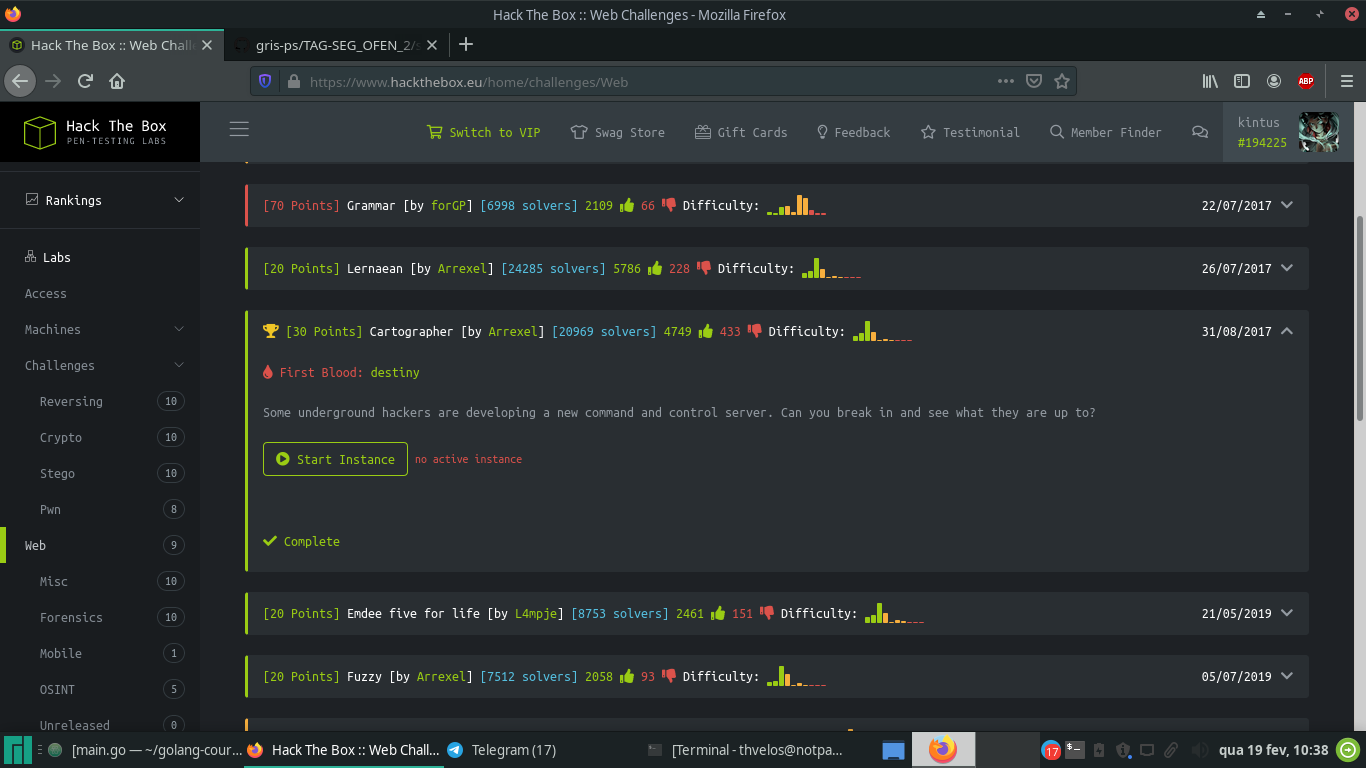 Hack The Box :: Web Challenges - Mozilla Firefox
Hack The Box :: Web Chall
gris-ps/TAG-SEG_OFEN_2/s
https://www.hackthebox.eu/home/challenges/Web
ABP
Hack The Box
PEN-TESTING LABS
Switch to VIP
Swag Store
Gift Cards
Feedback
Testimonial
Member Finder
kintus
#194225
Rankings
Labs
Access
Machines
Challenges
Reversing 10
Crypto 10
Stego 10
Pwn 8
Web 9
Misc 10
Forensics 10
Mobile 1
OSINT 5
Unreleased 0
[70 Points] Grammar [by forGP] [6998 solvers] 2109 66 Difficulty: 22/07/2017
[20 Points] Lernaean [by Arrexel] [24285 solvers] 5786 228 Difficulty: 26/07/2017
[30 Points] Cartographer [by Arrexel] [20969 solvers] 4749 433 Difficulty: 31/08/2017
First Blood: destiny
Some underground hackers are developing a new command and control server. Can you break in and see what they are up to?
Start Instance no active instance
Complete
[20 Points] Emdee five for life [by L4mpje] [8753 solvers] 2461 151 Difficulty: 21/05/2019
[20 Points] Fuzzy [by Arrexel] [7512 solvers] 2058 93 Difficulty: 05/07/2019
[main.go — ~/golang-cour...
Hack The Box :: Web Chall...
Telegram (17)
[Terminal - thvelos@notpa...
17
qua 19 fev, 10:38